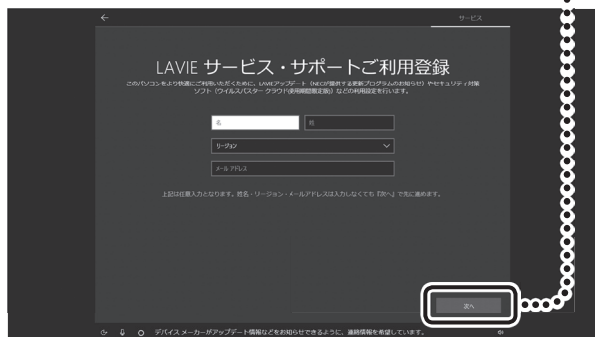 サービス
LAVIE サービス・サポートご利用登録
このパソコンをより快適にご利用いただくために、LAVIEアップデート（NECが提供する更新プログラムのお知らせ）やセキュリティ対策
ソフト（ウイルスバスター クラウド使用期間限定版）などの利用設定を行います。
名
姓
リージョン
メール アドレス
上記は任意入力となります。姓名・リージョン・メールアドレスは入力しなくても『次へ』で先に進めます。
次へ
デバイス メーカーがアップデート情報などをお知らせできるように、連絡情報を希望しています。